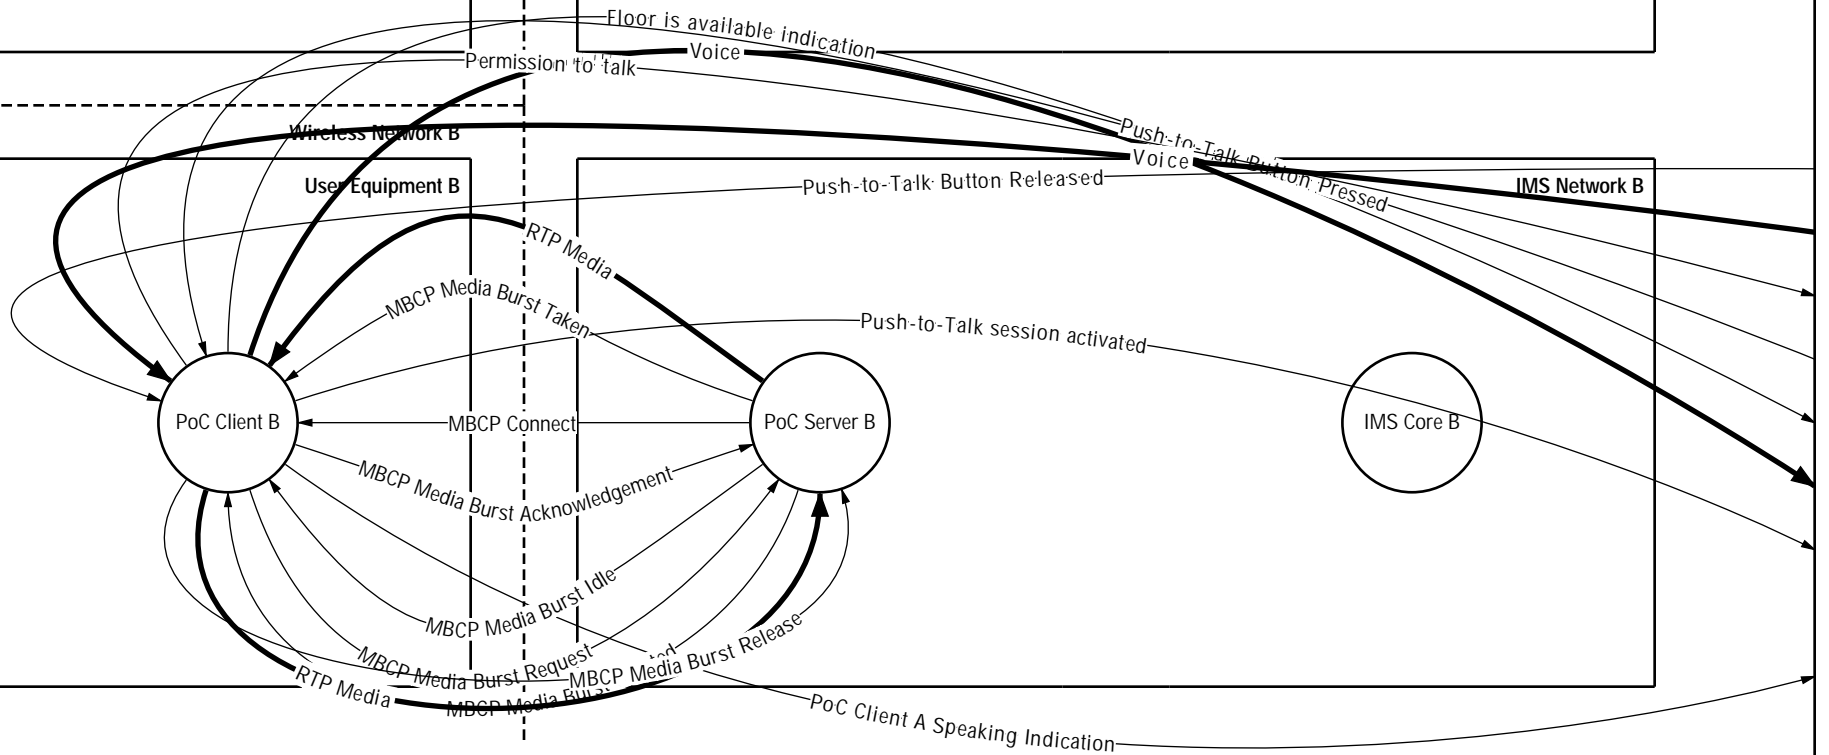 Floor is available indication
Voice
Permission to talk
Push-to-Talk Button Pressed
Wireless Network B
Voice
User Equipment B
Push-to-Talk Button Released
IMS Network B
RTP Media
MBCP Media Burst Taken
Push-to-Talk session activated
PoC Client B
MBCP Connect
PoC Server B
IMS Core B
MBCP Media Burst Acknowledgement
MBCP Media Burst Idle
MBCP Media Burst Request
MBCP Media Burst Release
RTP Media
MBCP Media Burst
PoC Client A Speaking Indication